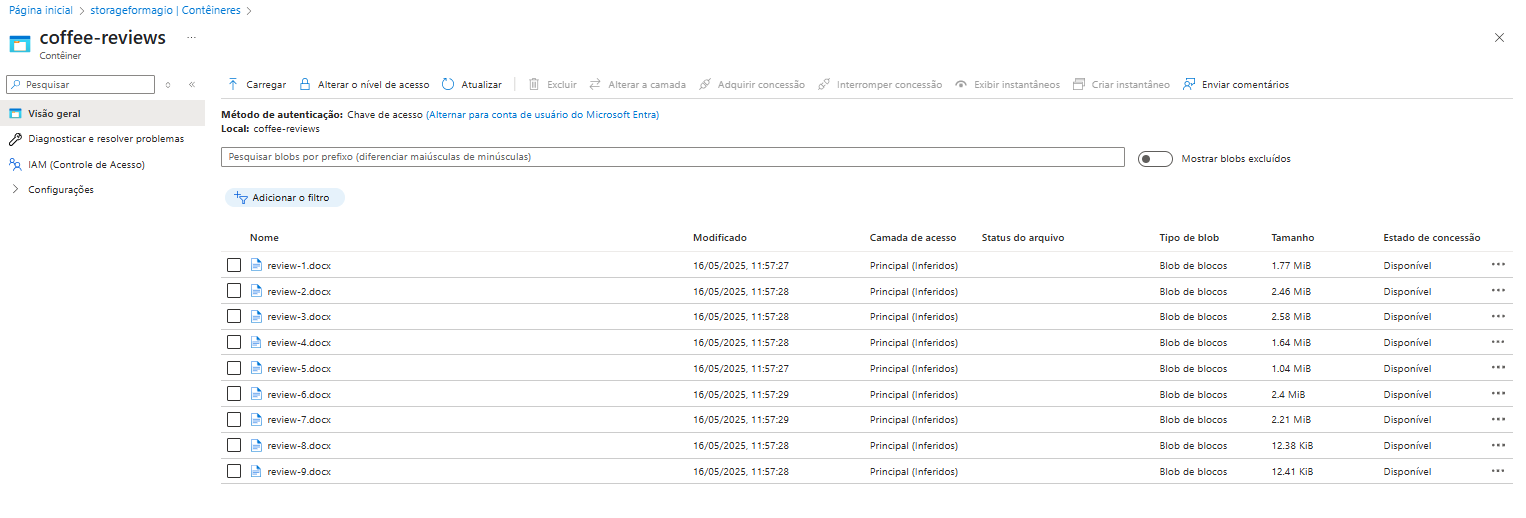 Página inicial > storageformagio | Contêineres >
coffee-reviews ...
Contêiner
Pesquisar
Carregar Alterar o nível de acesso Atualizar Excluir Alterar a camada Adquirir concessão Interromper concessão Exibir instantâneos Criar instantâneo Enviar comentários
Visão geral
Diagnosticar e resolver problemas
IAM (Controle de Acesso)
Configurações
Método de autenticação: Chave de acesso (Alternar para conta de usuário do Microsoft Entra)
Local: coffee-reviews
Pesquisar blobs por prefixo (diferenciar maiúsculas de minúsculas)
Mostrar blobs excluídos
Adicionar o filtro
Nome Modificado Camada de acesso Status do arquivo Tipo de blob Tamanho Estado de concessão
review-1.docx 16/05/2025, 11:57:27 Principal (Inferidos) Blob de blocos 1.77 MiB Disponível
review-2.docx 16/05/2025, 11:57:28 Principal (Inferidos) Blob de blocos 2.46 MiB Disponível
review-3.docx 16/05/2025, 11:57:28 Principal (Inferidos) Blob de blocos 2.58 MiB Disponível
review-4.docx 16/05/2025, 11:57:28 Principal (Inferidos) Blob de blocos 1.64 MiB Disponível
review-5.docx 16/05/2025, 11:57:27 Principal (Inferidos) Blob de blocos 1.04 MiB Disponível
review-6.docx 16/05/2025, 11:57:29 Principal (Inferidos) Blob de blocos 2.4 MiB Disponível
review-7.docx 16/05/2025, 11:57:29 Principal (Inferidos) Blob de blocos 2.21 MiB Disponível
review-8.docx 16/05/2025, 11:57:28 Principal (Inferidos) Blob de blocos 12.38 KiB Disponível
review-9.docx 16/05/2025, 11:57:28 Principal (Inferidos) Blob de blocos 12.41 KiB Disponível